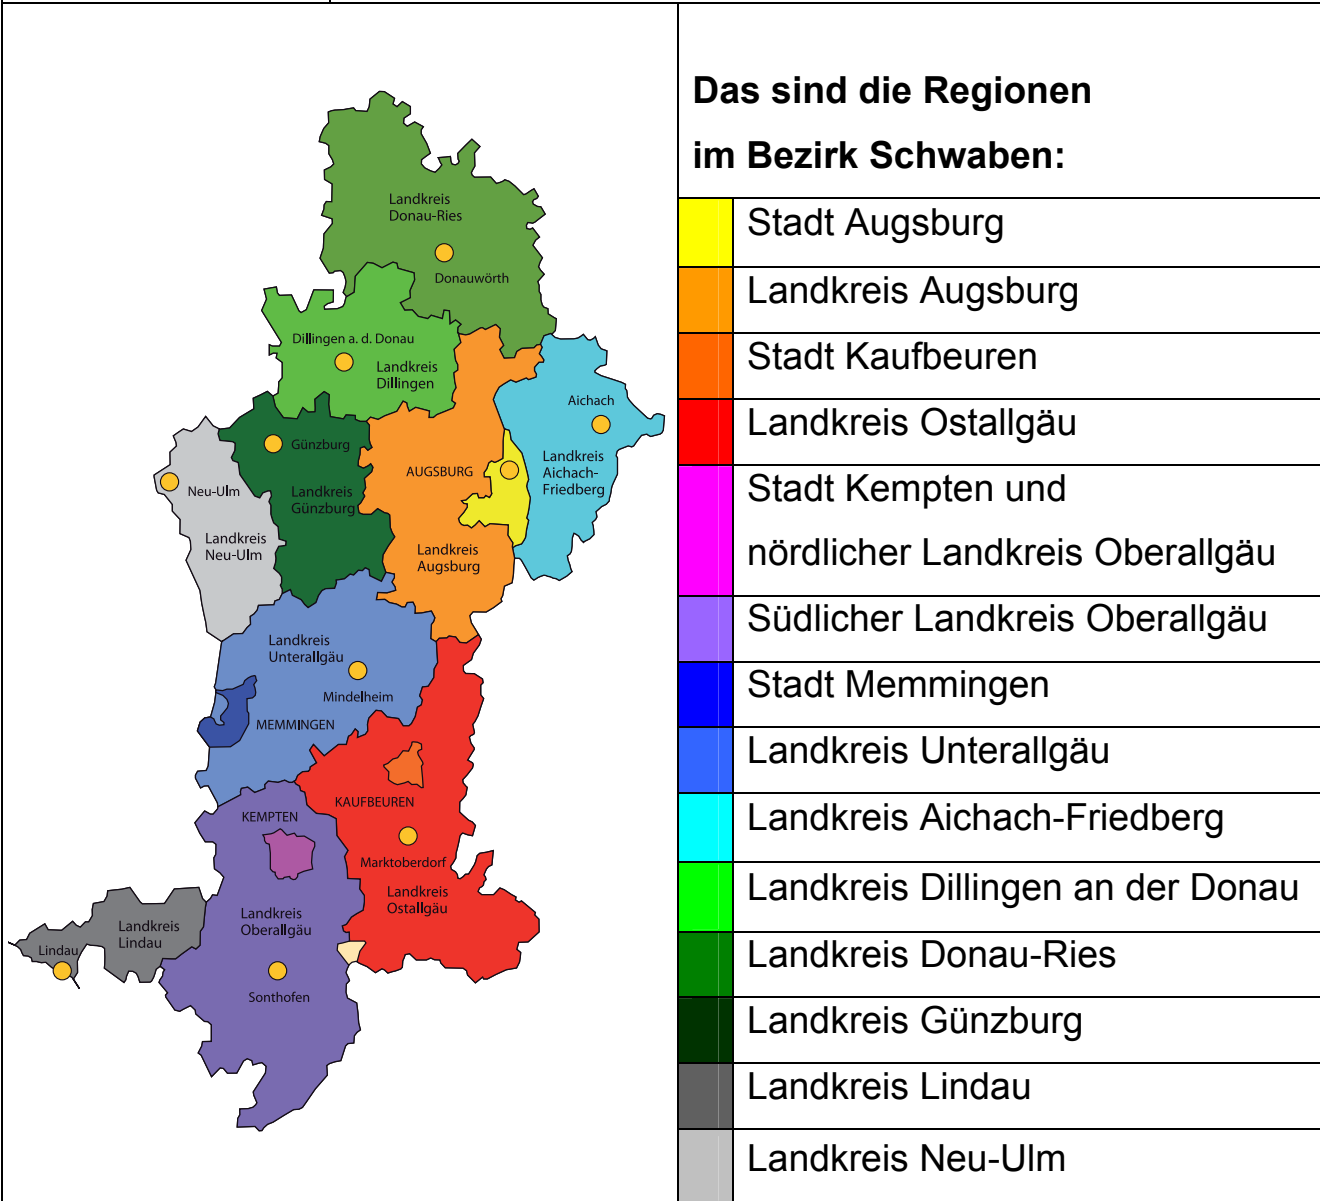 Landkreis
Donau-Ries
Donauwörth
Dillingen a. d. Donau
Landkreis
Dillingen
Aichach
Günzburg
AUGSBURG
Landkreis
Aichach-
Friedberg
Neu-Ulm
Landkreis
Günzburg
Landkreis
Neu-Ulm
Landkreis
Augsburg
Landkreis
Unterallgäu
Mindelheim
MEMMINGEN
KAUFBEUREN
KEMPTEN
Marktoberdorf
Landkreis
Ostallgäu
Landkreis
Oberallgäu
Landkreis
Lindau
Lindau
Sonthofen
Das sind die Regionen
im Bezirk Schwaben:
Stadt Augsburg
Landkreis Augsburg
Stadt Kaufbeuren
Landkreis Ostallgäu
Stadt Kempten und
nördlicher Landkreis Oberallgäu
Südlicher Landkreis Oberallgäu
Stadt Memmingen
Landkreis Unterallgäu
Landkreis Aichach-Friedberg
Landkreis Dillingen an der Donau
Landkreis Donau-Ries
Landkreis Günzburg
Landkreis Lindau
Landkreis Neu-Ulm